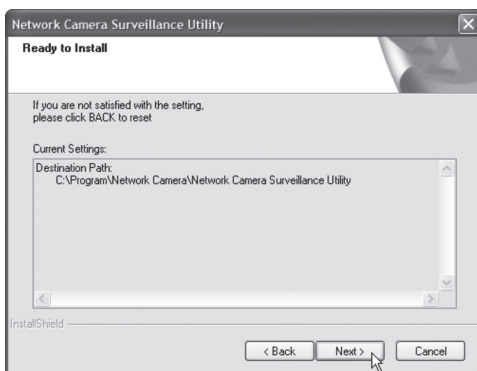 Network Camera Surveillance Utility
Ready to Install
If you are not satisfied with the setting,
please click BACK to reset
Current Settings:
Destination Path:
C:\Program\Network Camera\Network Camera Surveillance Utility
InstallShield
< Back Next > Cancel